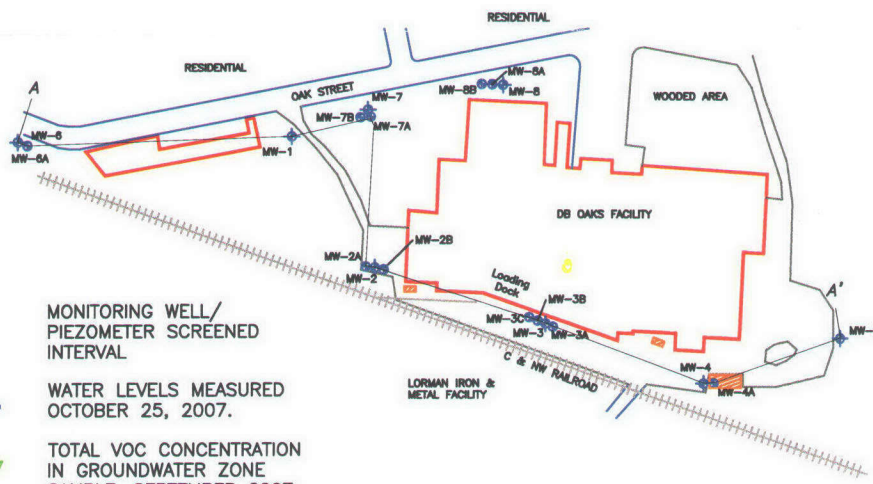 RESIDENTIAL
RESIDENTIAL
A
OAK STREET
MW-8A
MW-8B
MW-8
WOODED AREA
MW-7
MW-7B
MW-7A
MW-6
MW-6A
MW-1
DB OAKS FACILITY
MW-2B
MW-2A
MW-2
Loading
Dock
A'
MW-3B
MW-3C
MW-3
MW-3A
MW-
MW-4
MW-4A
C & NW RAILROAD
LORMAN IRON &
METAL FACILITY
MONITORING WELL/
PIEZOMETER SCREENED
INTERVAL
WATER LEVELS MEASURED
OCTOBER 25, 2007.
TOTAL VOC CONCENTRATION
IN GROUNDWATER ZONE